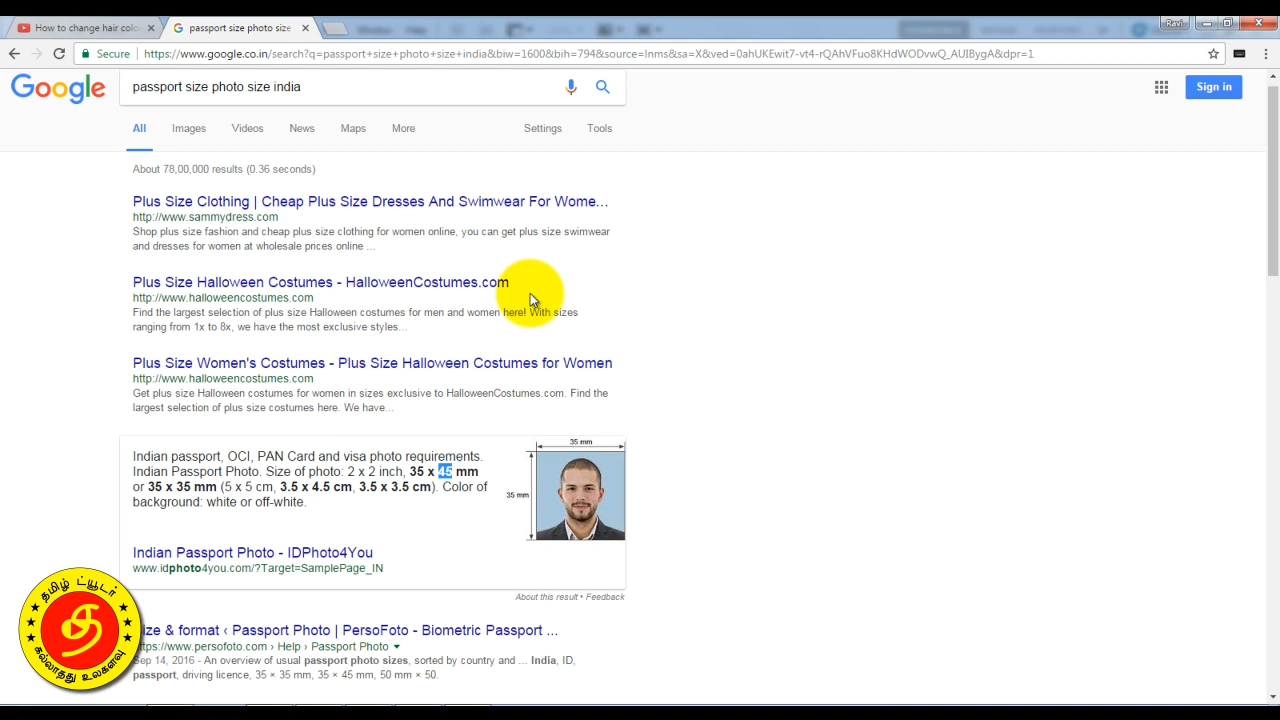 How to change hair colo
passport size photo size
Ravi
Secure
https://www.google.co.in/search?q=passport+size+photo+size+india&biw=1600&bih=794&source=lnms&sa=X&ved=0ahUKEwit7-vt4-rQAhVFuo8KHdWODvwQ_AUIBygA&dpr=1
Google
passport size photo size india
Sign in
All Images Videos News Maps More Settings Tools
About 78,00,000 results (0.36 seconds)
Plus Size Clothing | Cheap Plus Size Dresses And Swimwear For Wome...
http://www.sammydress.com
Shop plus size fashion and cheap plus size clothing for women online, you can get plus size swimwear
and dresses for women at wholesale prices online ...
Plus Size Halloween Costumes - HalloweenCostumes.com
http://www.halloweencostumes.com
Find the largest selection of plus size Halloween costumes for men and women here! With sizes
ranging from 1x to 8x, we have the most exclusive styles...
Plus Size Women's Costumes - Plus Size Halloween Costumes for Women
http://www.halloweencostumes.com
Get plus size Halloween costumes for women in sizes exclusive to HalloweenCostumes.com. Find the
largest selection of plus size costumes here. We have...
Indian passport, OCI, PAN Card and visa photo requirements.
Indian Passport Photo. Size of photo: 2 x 2 inch, 35 x 45 mm
or 35 x 35 mm (5 x 5 cm, 3.5 x 4.5 cm, 3.5 x 3.5 cm). Color of
background: white or off-white.
35 mm
35 mm
Indian Passport Photo - IDPhoto4You
www.idphoto4you.com/?Target=SamplePage_IN
About this result • Feedback
ize & format ‹ Passport Photo | PersoFoto - Biometric Passport ...
ttps://www.persofoto.com › Help › Passport Photo
Sep 14, 2016 - An overview of usual passport photo sizes, sorted by country and ... India, ID,
passport, driving licence, 35 × 35 mm, 35 × 45 mm, 50 mm × 50.
தமிழ் ட்யூடர்
தி
கல்லாதது உலகளவு